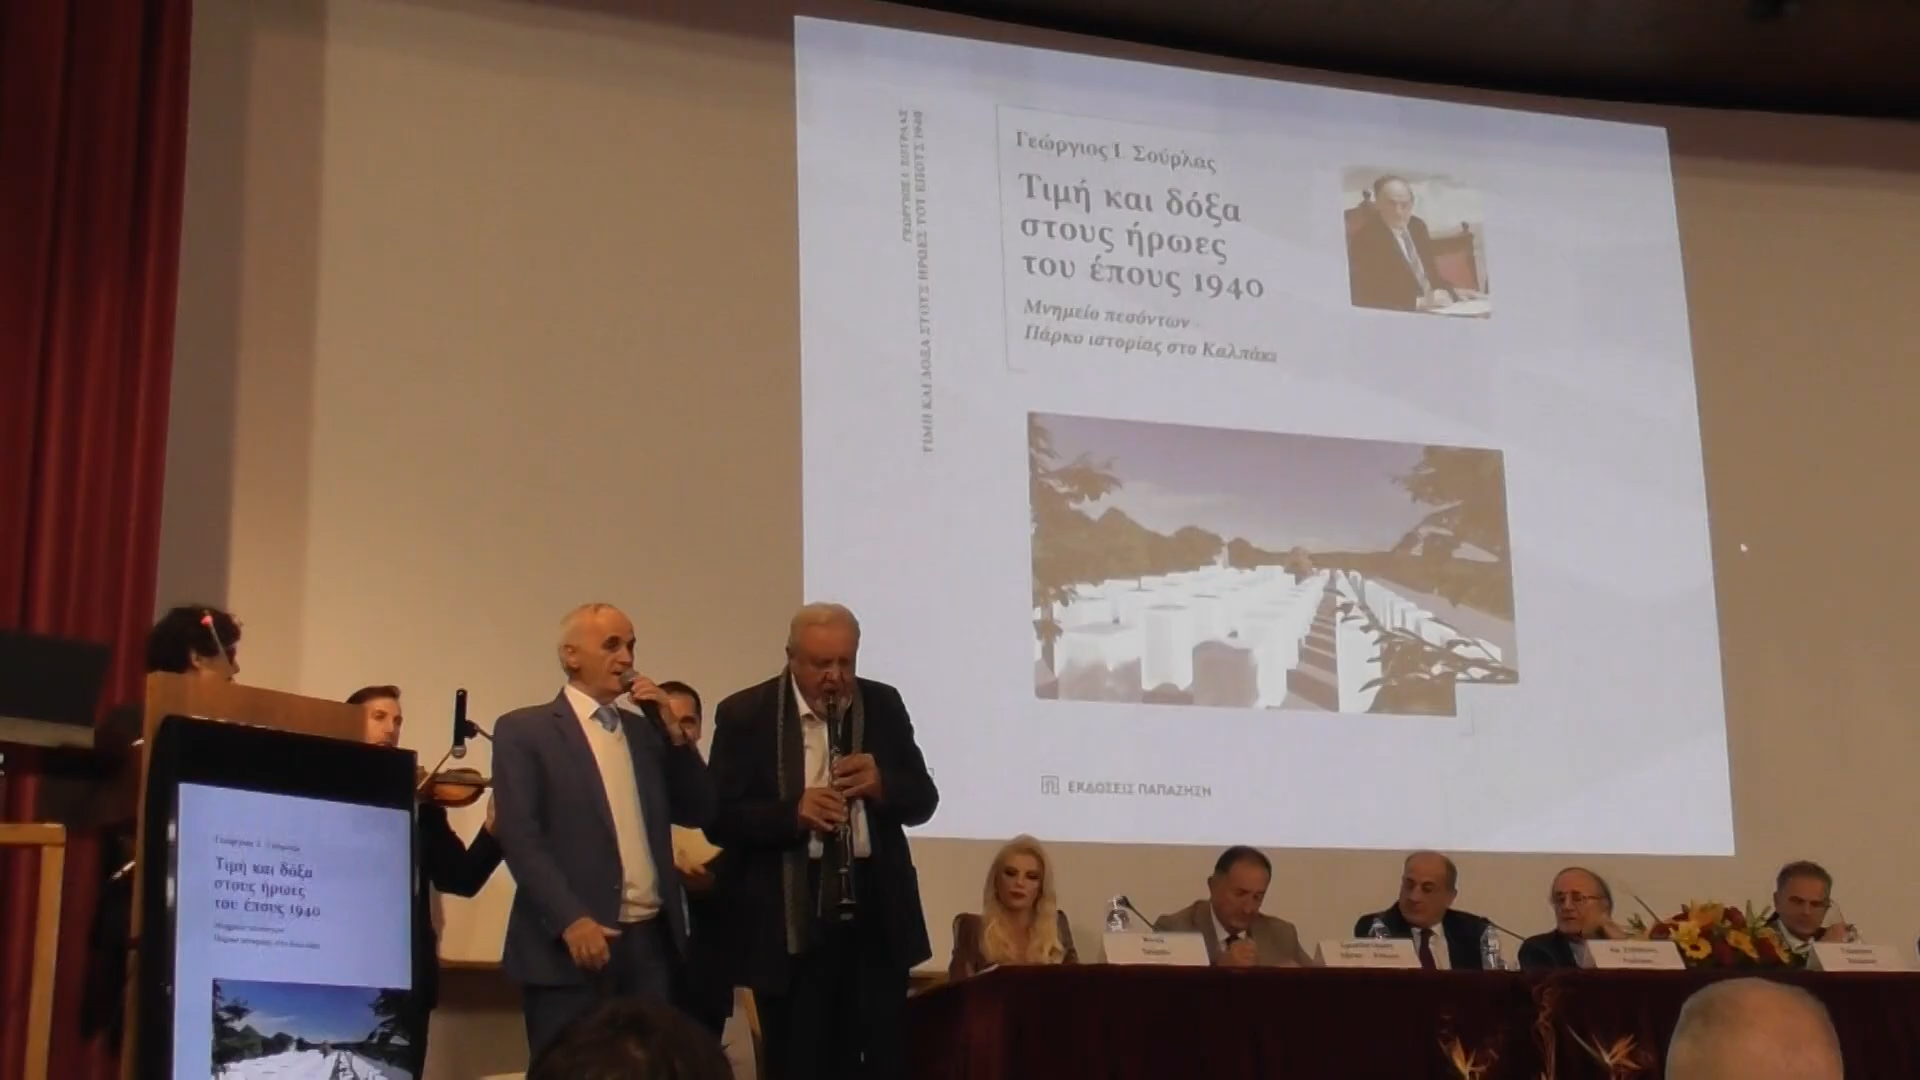 ΓΕΩΡΓΙΟΣ Ι. ΣΟΥΡΛΑΣ
ΤΙΜΗ ΚΑΙ ΔΟΞΑ ΣΤΟΥΣ ΗΡΩΕΣ ΤΟΥ ΕΠΟΥΣ 1940
Γεώργιος Ι. Σούρλας
Τιμή και δόξα
στους ήρωες
του έπους 1940
Μνημείο πεσόντων
Πάρκο ιστορίας στο Καλπάκι
ΕΚΔΟΣΕΙΣ ΠΑΠΑΖΗΣΗ
Τιμή και δόξα
στους ήρωες
του έπους 1940